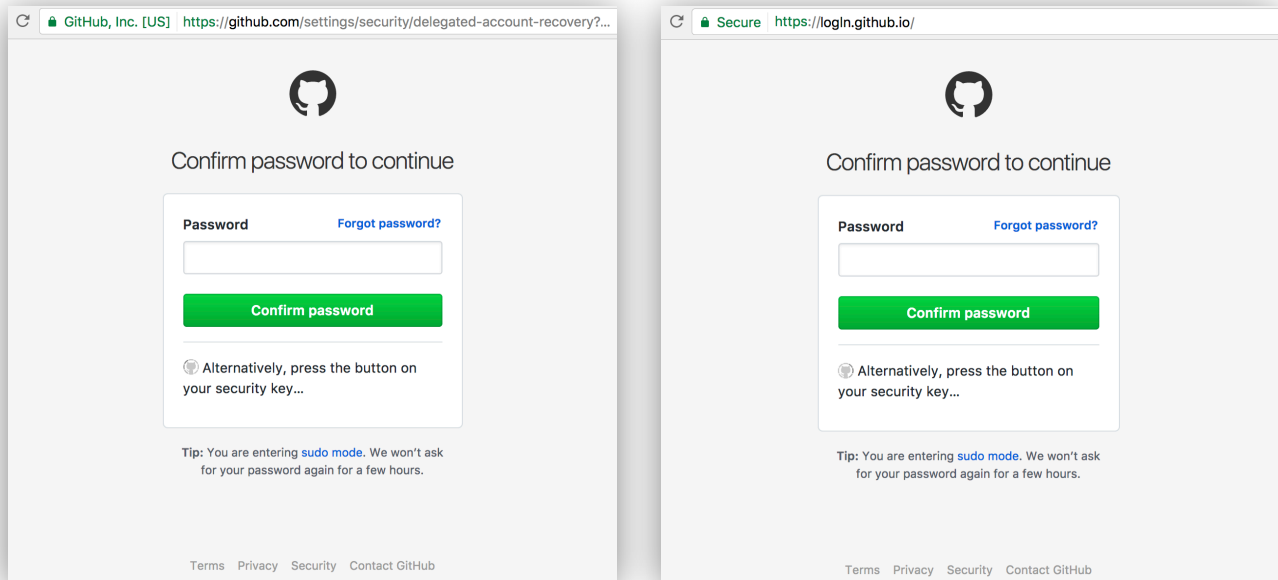 GitHub, Inc. [US] https://github.com/settings/security/delegated-account-recovery?...
Confirm password to continue
Password Forgot password?
Confirm password
Alternatively, press the button on
your security key...
Tip: You are entering sudo mode. We won't ask
for your password again for a few hours.
Terms Privacy Security Contact GitHub
Secure https://logln.github.io/
Confirm password to continue
Password Forgot password?
Confirm password
Alternatively, press the button on
your security key...
Tip: You are entering sudo mode. We won't ask
for your password again for a few hours.
Terms Privacy Security Contact GitHub